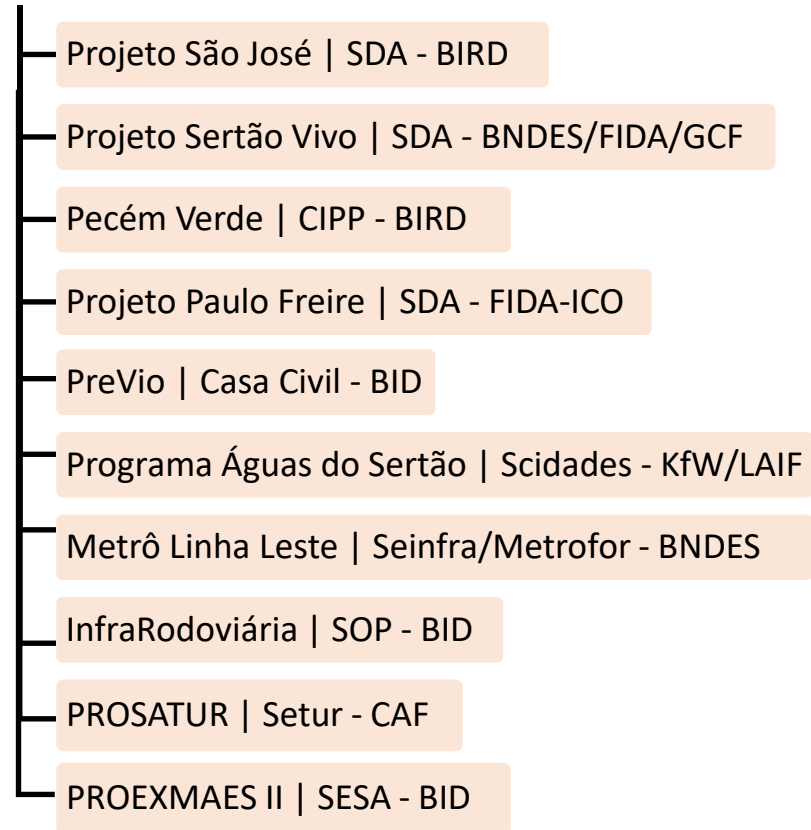 Projeto São José | SDA - BIRD
Projeto Sertão Vivo | SDA - BNDES/FIDA/GCF
Pecém Verde | CIPP - BIRD
Projeto Paulo Freire | SDA - FIDA-ICO
PreVio | Casa Civil - BID
Programa Águas do Sertão | Scidades - KfW/LAIF
Metrô Linha Leste | Seinfra/Metrofor - BNDES
InfraRodoviária | SOP - BID
PROSATUR | Setur - CAF
PROEXMAES II | SESA - BID